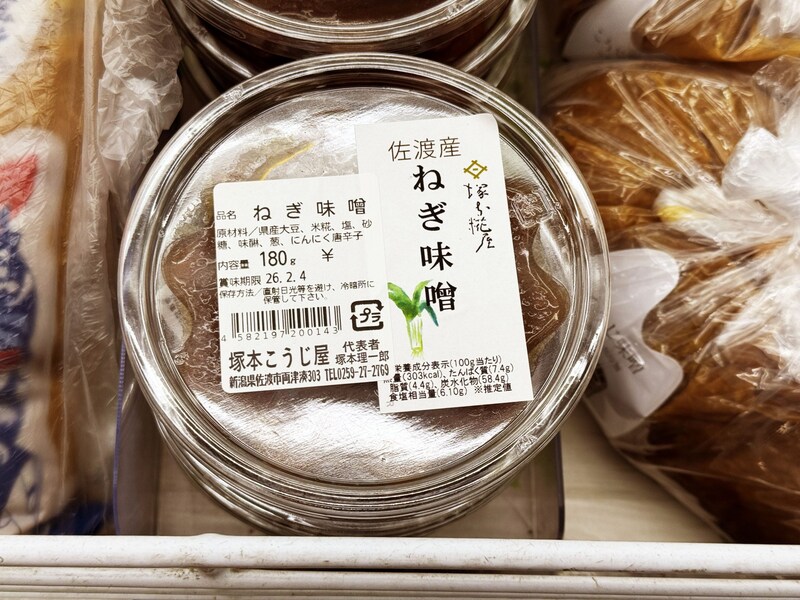 品名 ねぎ味噌
原材料／県産大豆、米糀、塩、砂
糖、味醂、葱、にんにく唐辛子
内容量 180g ¥
賞味期限 26.2.4
保存方法／直射日光等を避け、冷暗所に
保管して下さい。
4582197200143
塚本こうじ屋
代表者
塚本理一郎
新潟県佐渡市両津湊303 TEL0259-27-2769
佐渡産
ねぎ味噌
塚本糀屋
栄養成分表示(100g当たり)
量(303kcal)、たんぱく質(7.4g)
脂質(4.4g)、炭水化物(58.4g)
食塩相当量(6.10g) ※推定値